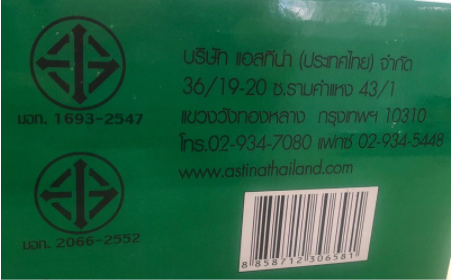 มอก. 1693-2547
มอก. 2066-2552
บริษัท แอสทีน่า (ประเทศไทย) จำกัด
36/19-20 ซ.รามคำแหง 43/1
แขวงวังทองหลาง กรุงเทพฯ 10310
โทร.02-934-7080 แฟกซ์ 02-934-5448
www.astinathailand.com
8 858712 306581